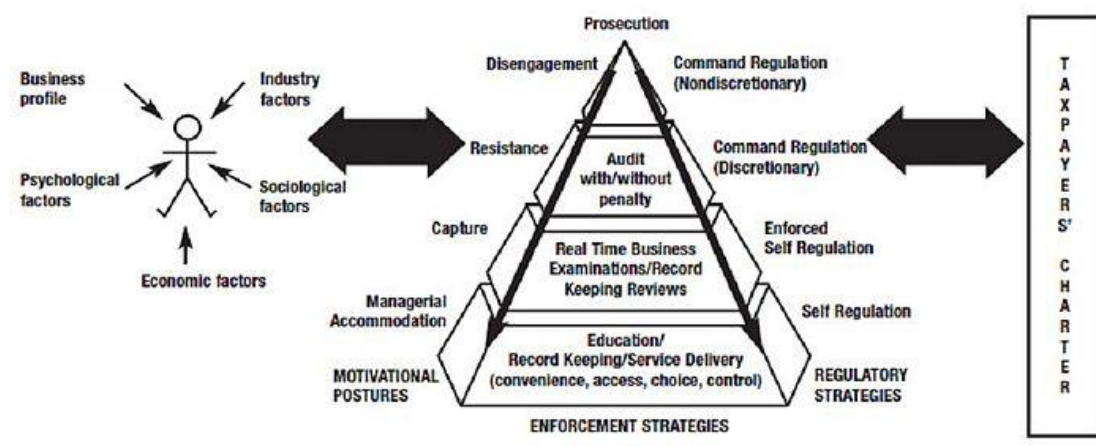 Business
profile
Industry
factors
Psychological
factors
Sociological
factors
Economic factors
Prosecution
Disengagement
Command Regulation
(Nondiscretionary)
Resistance
Audit
with/without
penalty
Command Regulation
(Discretionary)
Capture
Real Time Business
Examinations/Record
Keeping Reviews
Enforced
Self Regulation
Managerial
Accommodation
Education/
Record Keeping/Service Delivery
(convenience, access, choice, control)
Self Regulation
MOTIVATIONAL
POSTURES
REGULATORY
STRATEGIES
ENFORCEMENT STRATEGIES
TAXPAYERS' CHARTER